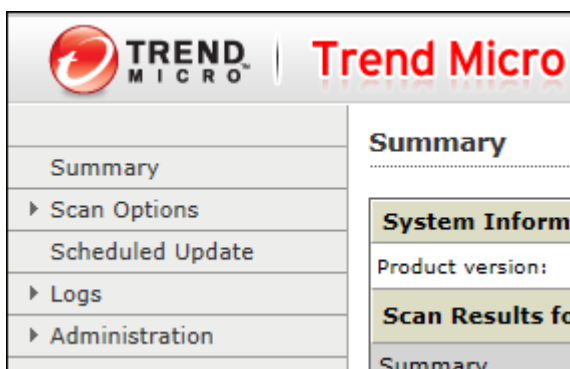 TREND MICRO™ Trend Micro
Summary
Scan Options
Scheduled Update
Logs
Administration
Summary
System Inform
Product version:
Scan Results fo
Summary